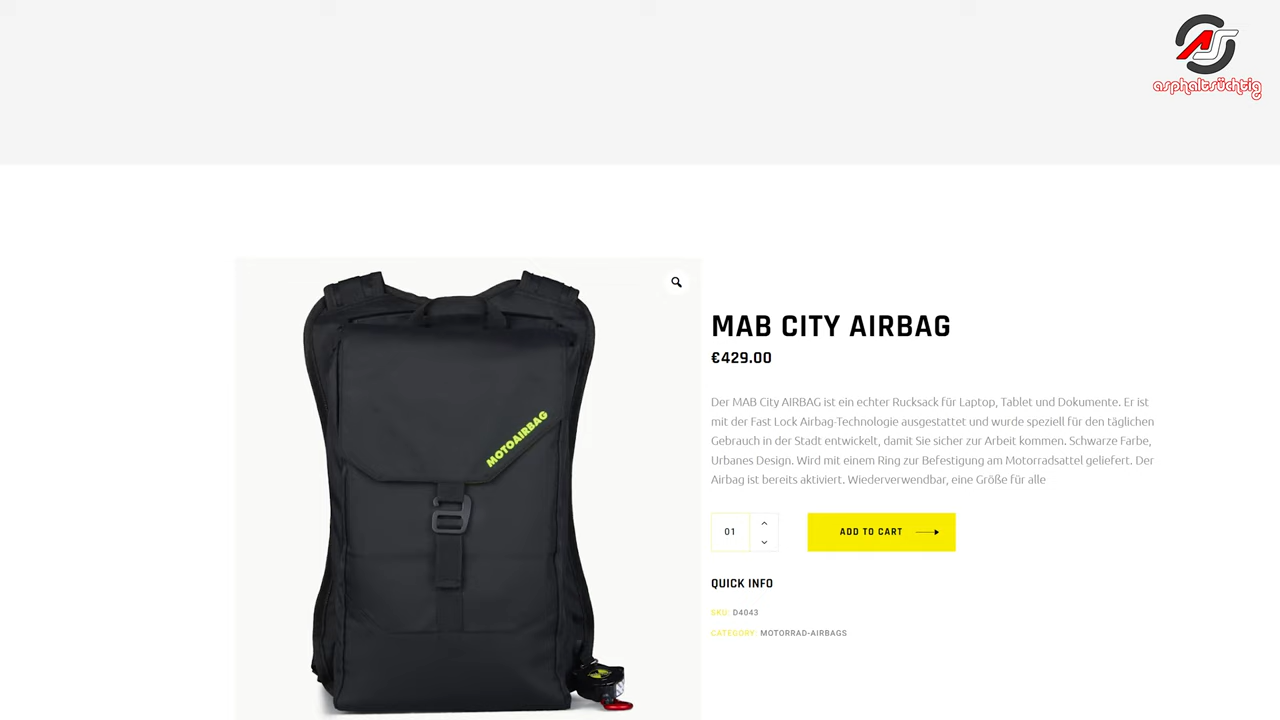 AS
asphaltsüchtig
MOTOAIRBAG
MAB CITY AIRBAG
€429.00
Der MAB City AIRBAG ist ein echter Rucksack für Laptop, Tablet und Dokumente. Er ist
mit der Fast Lock Airbag-Technologie ausgestattet und wurde speziell für den täglichen
Gebrauch in der Stadt entwickelt, damit Sie sicher zur Arbeit kommen. Schwarze Farbe,
Urbanes Design. Wird mit einem Ring zur Befestigung am Motorradsattel geliefert. Der
Airbag ist bereits aktiviert. Wiederverwendbar, eine Größe für alle
01
ADD TO CART
QUICK INFO
SKU: D4043
CATEGORY: MOTORRAD-AIRBAGS